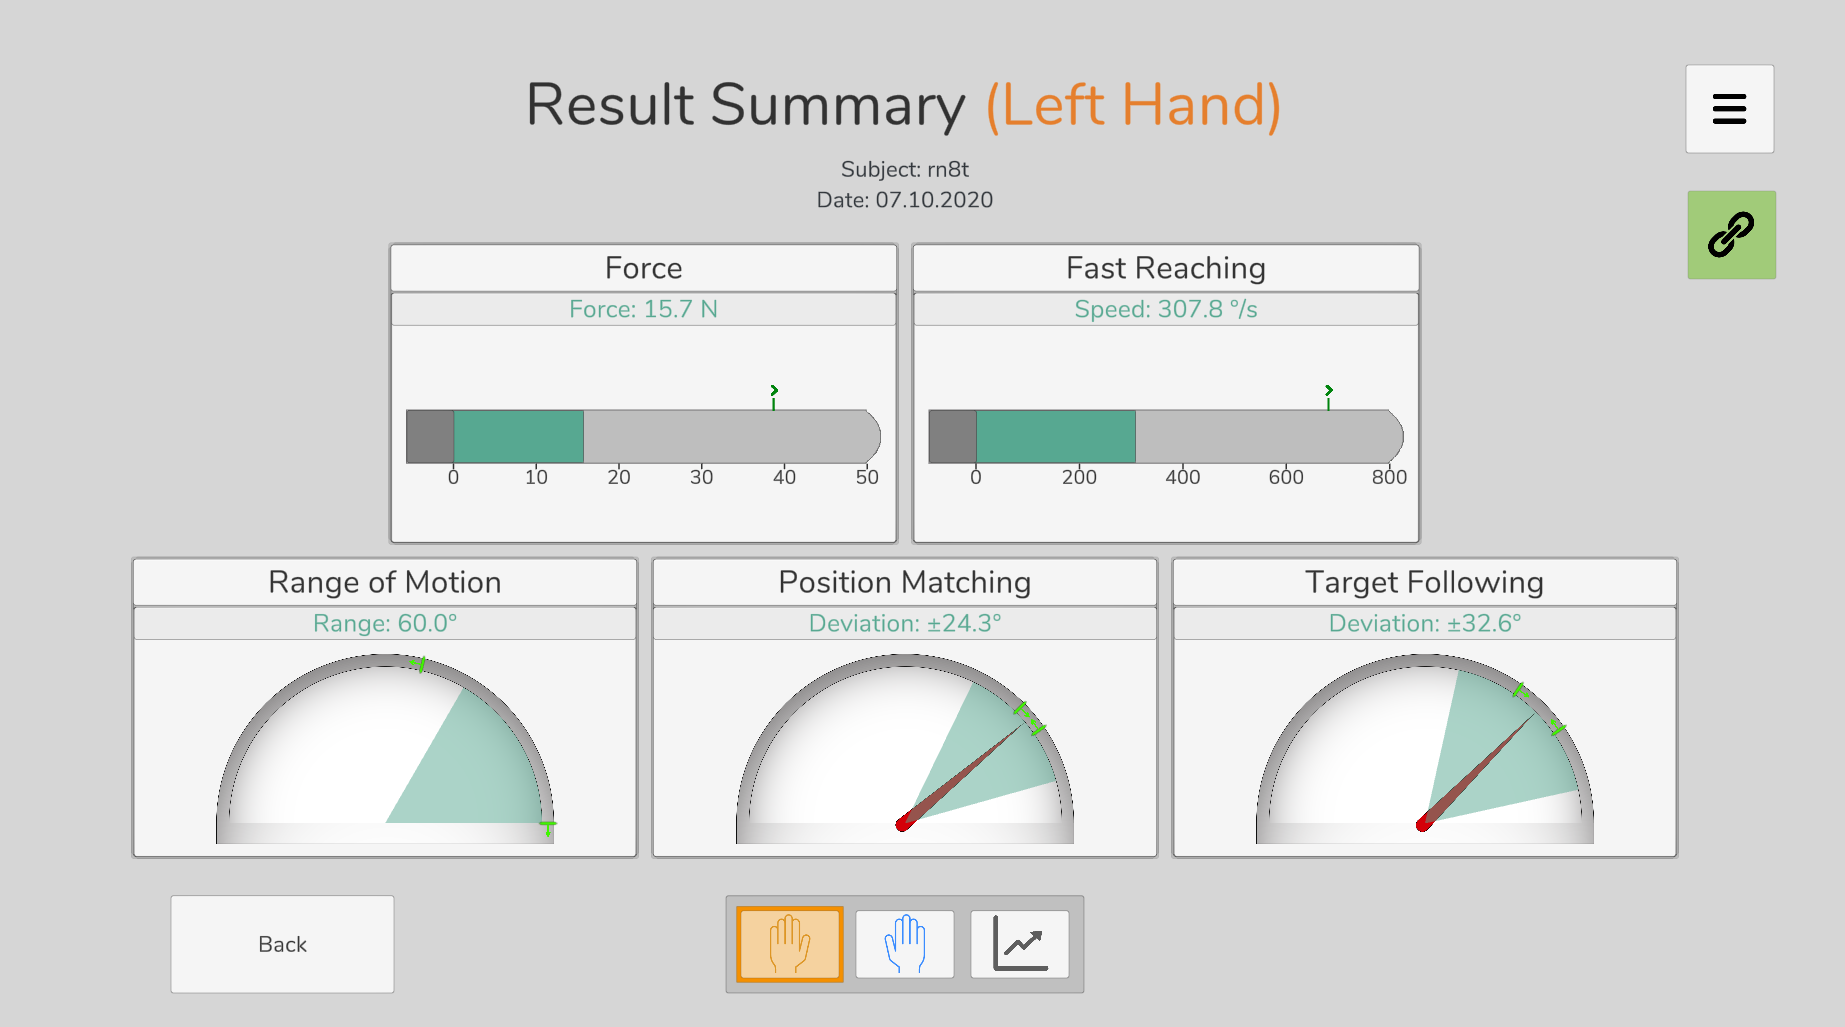 Result Summary (Left Hand)
Subject: rn8t
Date: 07.10.2020
Force
Force: 15.7 N
0 10 20 30 40 50
Fast Reaching
Speed: 307.8 °/s
0 200 400 600 800
Range of Motion
Range: 60.0°
Position Matching
Deviation: ±24.3°
Target Following
Deviation: ±32.6°
Back